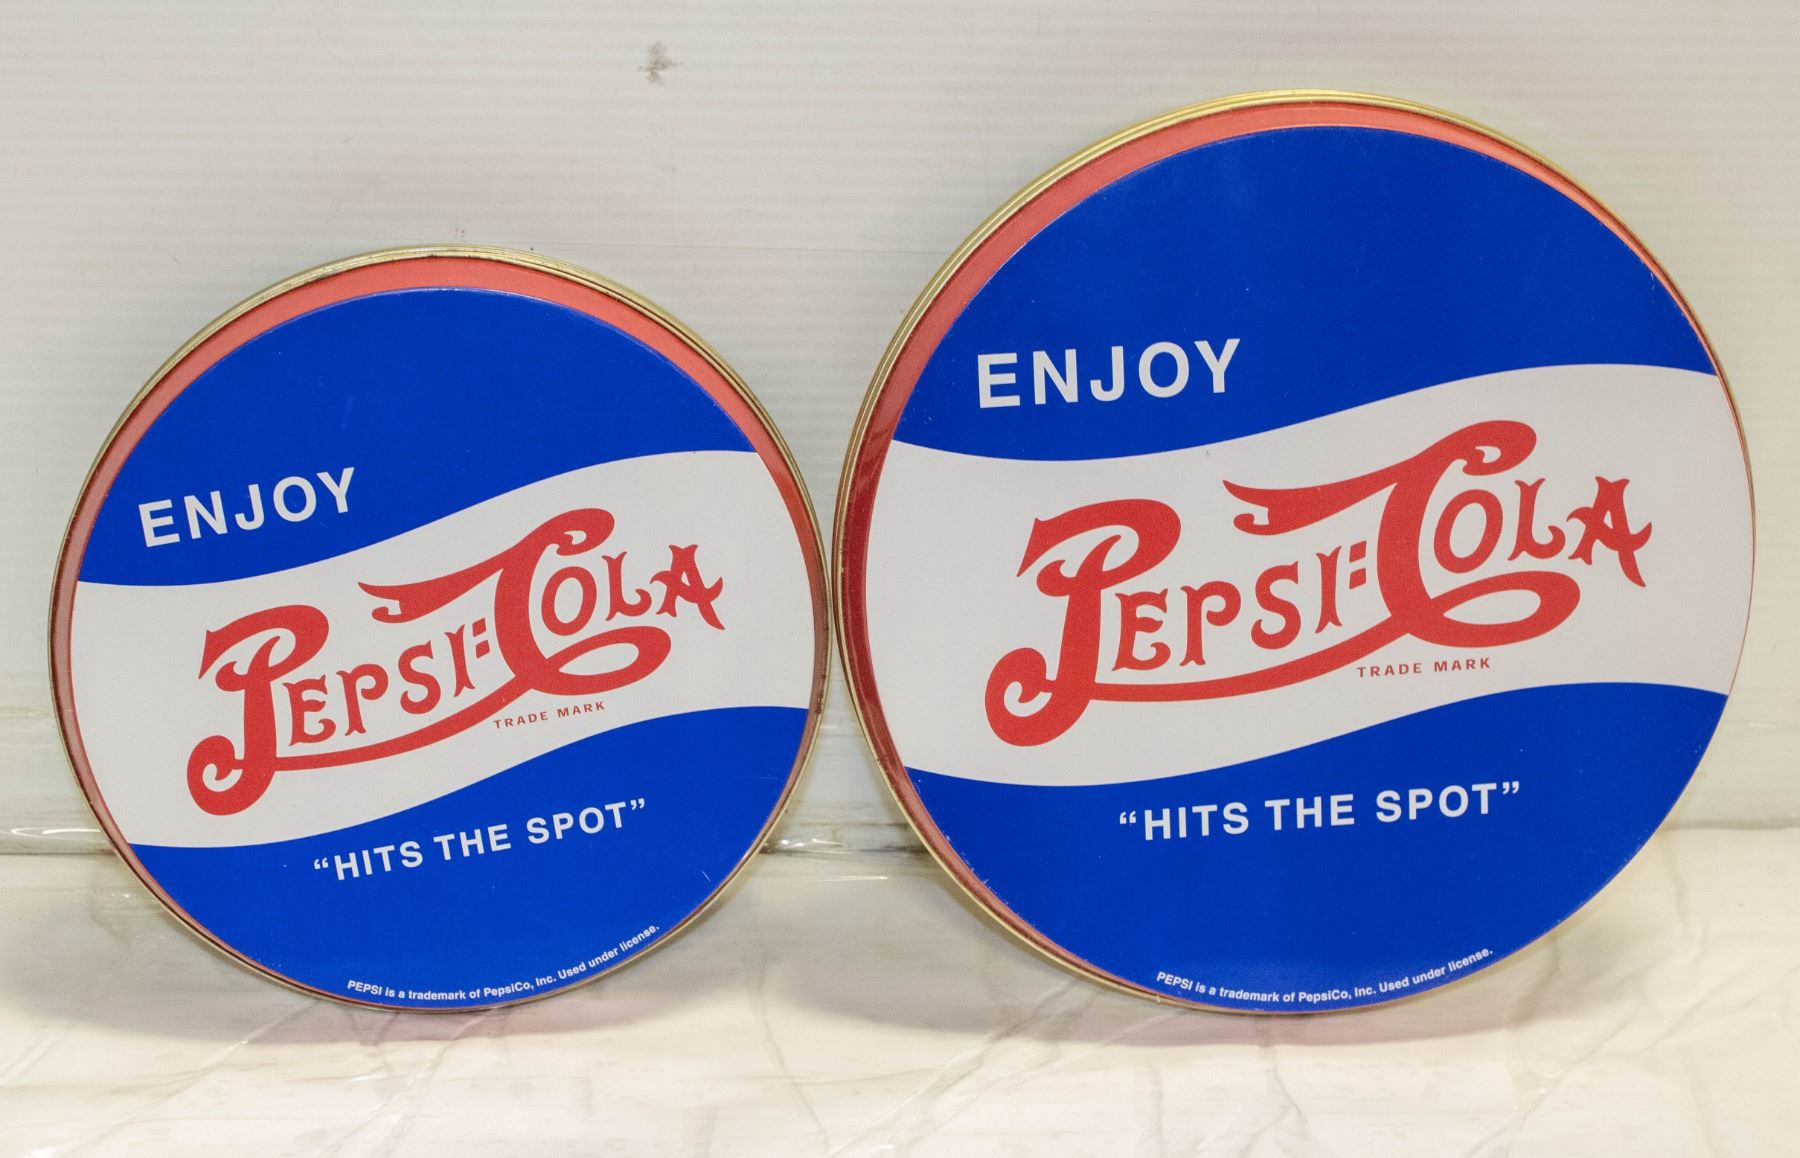 ENJOY
PEPSI:COLA
TRADE MARK
“HITS THE SPOT”
PEPSI is a trademark of PepsiCo, Inc. Used under license.
ENJOY
PEPSI:COLA
TRADE MARK
“HITS THE SPOT”
PEPSI is a trademark of PepsiCo, Inc. Used under license.